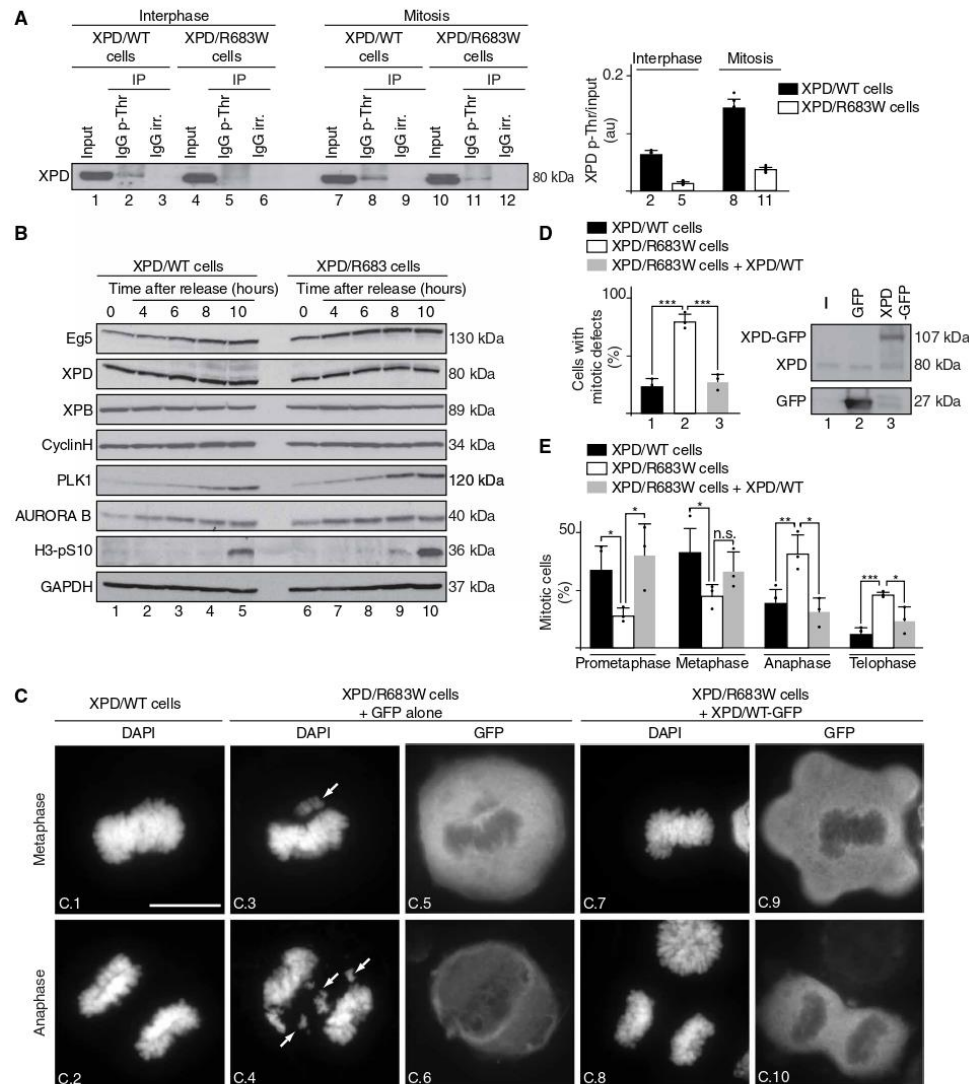 A
Interphase
Mitosis
XPD/WT cells
XPD/R683W cells
XPD/WT cells
XPD/R683W cells
IP
IP
IP
IP
Input
IgG p-Thr
IgG irr.
Input
IgG p-Thr
IgG irr.
Input
IgG p-Thr
IgG irr.
Input
IgG p-Thr
IgG irr.
XPD
80 kDa
1 2 3 4 5 6 7 8 9 10 11 12
XPD p-Thr/input
(au)
0.2
Interphase
Mitosis
XPD/WT cells
XPD/R683W cells
2 5 8 11
B
XPD/WT cells
XPD/R683 cells
Time after release (hours)
Time after release (hours)
0 4 6 8 10 0 4 6 8 10
Eg5 130 kDa
XPD 80 kDa
XPB 89 kDa
CyclinH 34 kDa
PLK1 120 kDa
AURORA B 40 kDa
H3-pS10 36 kDa
GAPDH 37 kDa
1 2 3 4 5 6 7 8 9 10
D
XPD/WT cells
XPD/R683W cells
XPD/R683W cells + XPD/WT
Cells with
mitotic defects
(%)
100
*** ***
1 2 3
I
GFP
XPD
-GFP
XPD-GFP 107 kDa
XPD 80 kDa
GFP 27 kDa
1 2 3
E
XPD/WT cells
XPD/R683W cells
XPD/R683W cells + XPD/WT
Mitotic cells
(%)
50
* *
* n.s.
** *
*** *
Prometaphase Metaphase Anaphase Telophase
C
XPD/WT cells
XPD/R683W cells
+ GFP alone
XPD/R683W cells
+ XPD/WT-GFP
DAPI DAPI GFP DAPI GFP
Metaphase
C.1 C.3 C.5 C.7 C.9
Anaphase
C.2 C.4 C.6 C.8 C.10